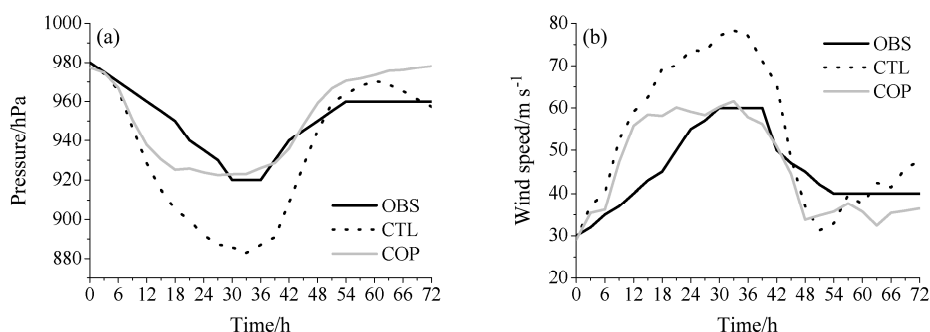 (a)
Pressure/hPa
1000
980
960
940
920
900
880
OBS
CTL
COP
0 6 12 18 24 30 36 42 48 54 60 66 72
Time/h
(b)
Wind speed/m s⁻¹
80
70
60
50
40
30
20
OBS
CTL
COP
0 6 12 18 24 30 36 42 48 54 60 66 72
Time/h